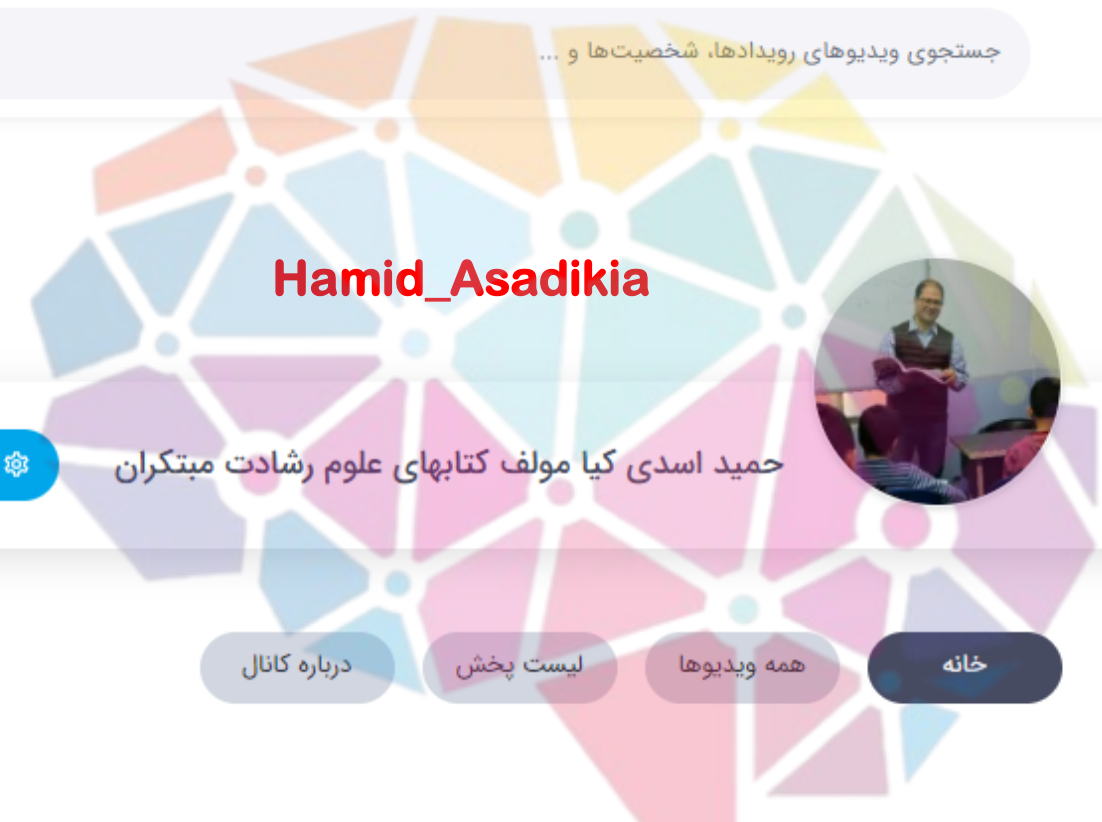 جستجوی ویدیوهای رویدادها، شخصیت‌ها و ...
Hamid_Asadikia
حمید اسدی کیا مولف کتابهای علوم رشادت مبتکران
خانه
همه ویدیوها
لیست پخش
درباره کانال